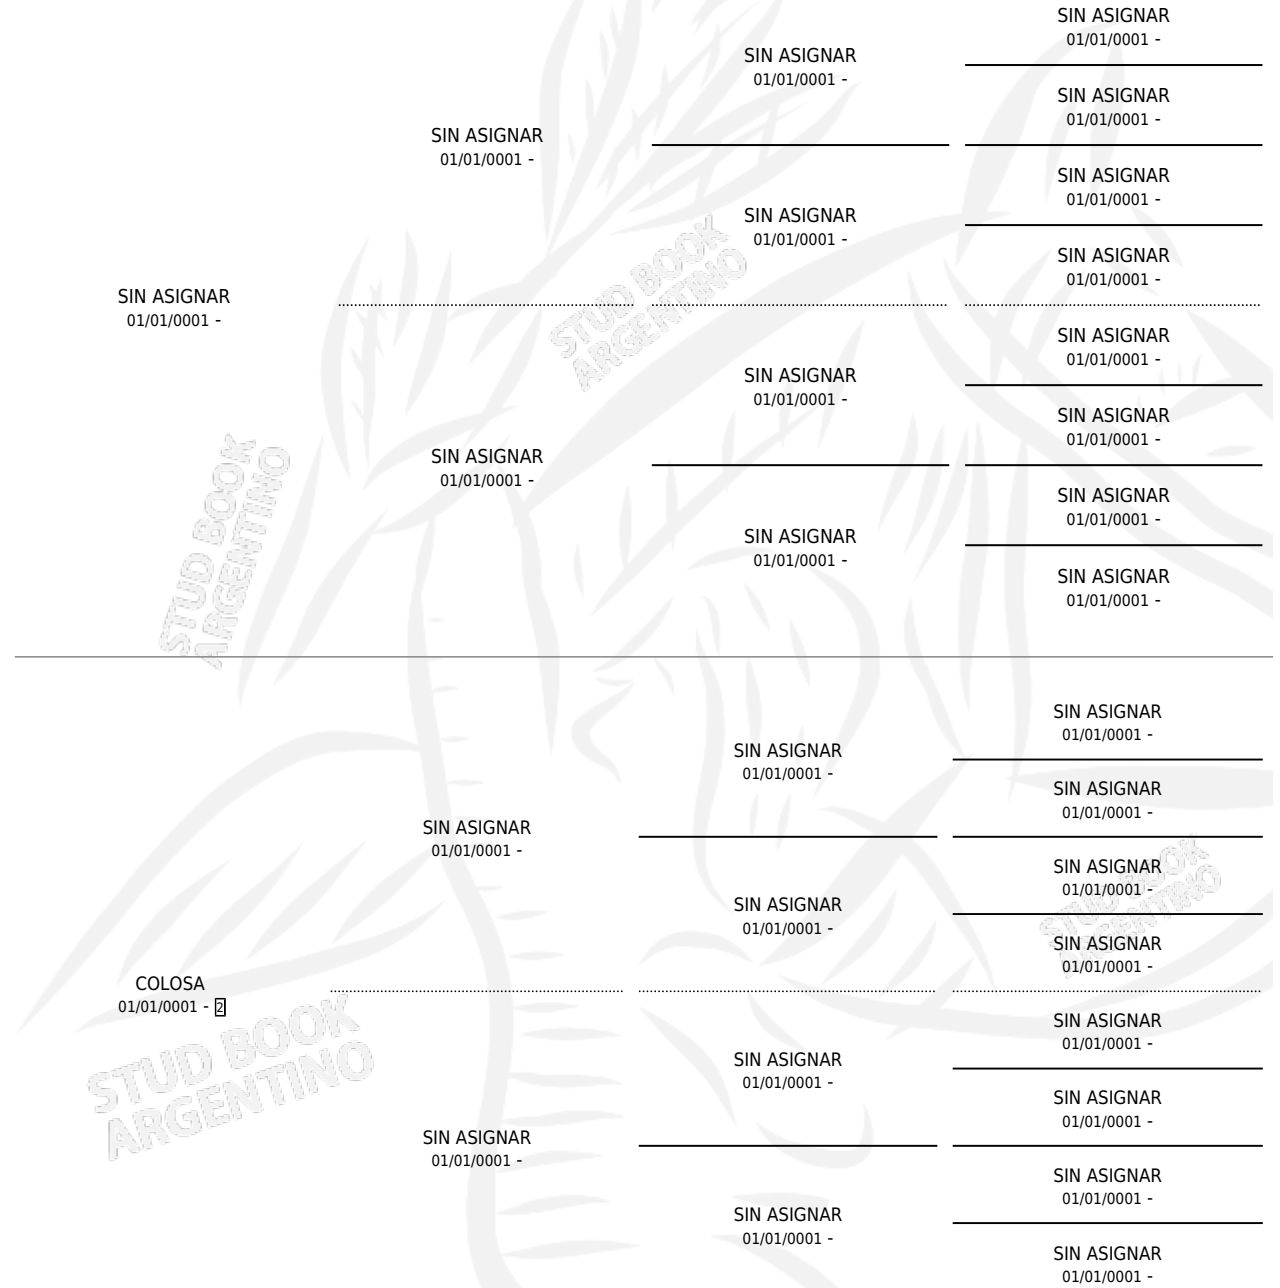 SIN ASIGNAR
01/01/0001 -
SIN ASIGNAR
01/01/0001 -
SIN ASIGNAR
01/01/0001 -
SIN ASIGNAR
01/01/0001 -
SIN ASIGNAR
01/01/0001 -
SIN ASIGNAR
01/01/0001 -
SIN ASIGNAR
01/01/0001 -
STUD BOOK
ARGENTINO
SIN ASIGNAR
01/01/0001 -
SIN ASIGNAR
01/01/0001 -
SIN ASIGNAR
01/01/0001 -
SIN ASIGNAR
01/01/0001 -
SIN ASIGNAR
01/01/0001 -
SIN ASIGNAR
01/01/0001 -
STUD BOOK
ARGENTINO
SIN ASIGNAR
01/01/0001 -
SIN ASIGNAR
01/01/0001 -
SIN ASIGNAR
01/01/0001 -
SIN ASIGNAR
01/01/0001 -
SIN ASIGNAR
01/01/0001 -
SIN ASIGNAR
01/01/0001 -
SIN ASIGNAR
01/01/0001 -
SIN ASIGNAR
01/01/0001 -
STUD BOOK
ARGENTINO
SIN ASIGNAR
01/01/0001 -
SIN ASIGNAR
01/01/0001 -
COLOSA
01/01/0001 - 2
STUD BOOK
ARGENTINO
SIN ASIGNAR
01/01/0001 -
SIN ASIGNAR
01/01/0001 -
SIN ASIGNAR
01/01/0001 -
SIN ASIGNAR
01/01/0001 -
SIN ASIGNAR
01/01/0001 -
SIN ASIGNAR
01/01/0001 -
SIN ASIGNAR
01/01/0001 -